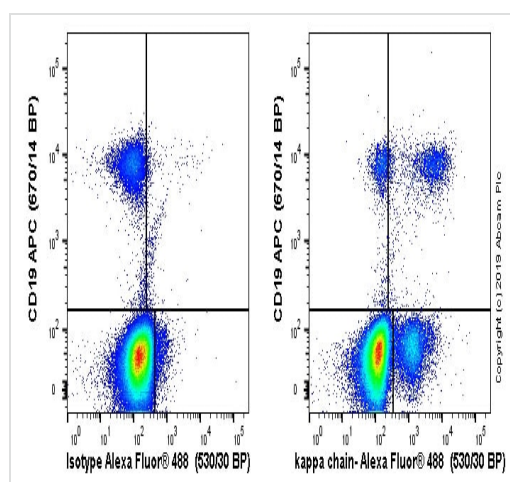 CD19 APC (670/14 BP)
10^5
10^4
10^3
10^2
0
10^0 10^1 10^2 10^3 10^4 10^5
Isotype Alexa Fluor® 488 (530/30 BP)
CD19 APC (670/14 BP)
10^5
10^4
10^3
10^2
0
10^0 10^1 10^2 10^3 10^4 10^5
kappa chain- Alexa Fluor® 488 (530/30 BP)
Copyright (c) 2019 Abcam Plc